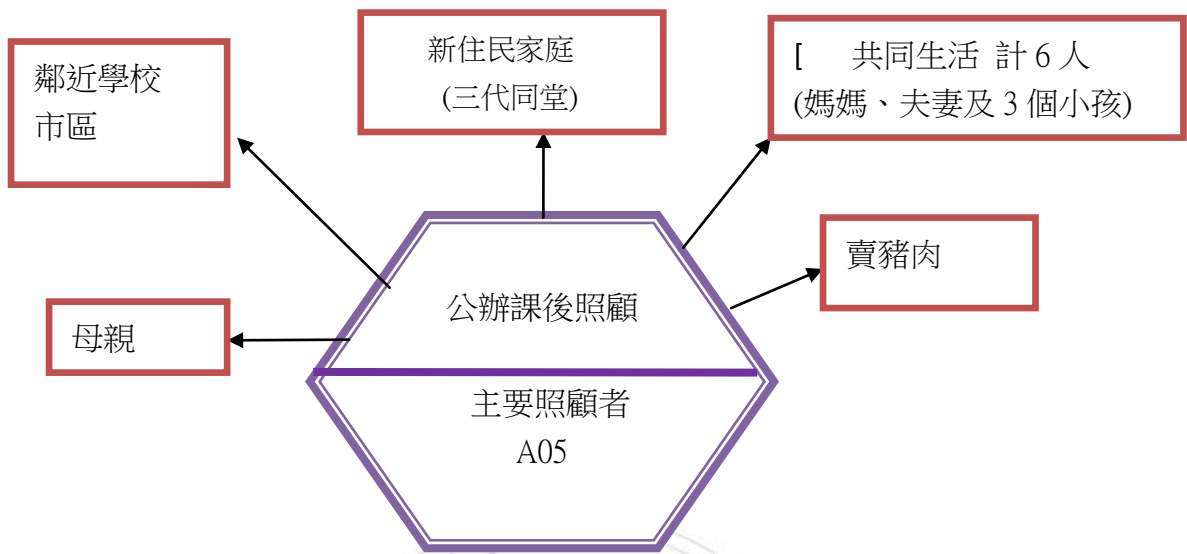 鄰近學校
市區
新住民家庭
(三代同堂)
[ 共同生活 計 6 人
(媽媽、夫妻及 3 個小孩)
賣豬肉
母親
公辦課後照顧
主要照顧者
A05